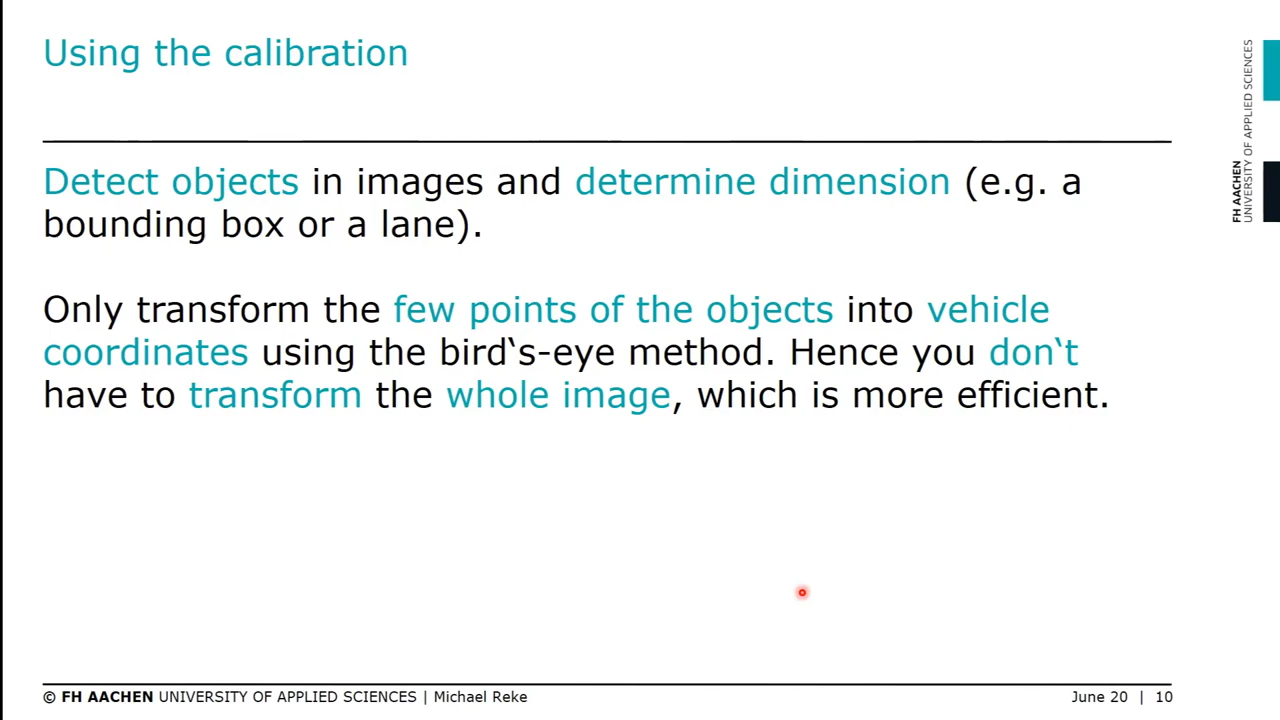 Using the calibration
FH AACHEN
UNIVERSITY OF APPLIED SCIENCES
Detect objects in images and determine dimension (e.g. a
bounding box or a lane).
Only transform the few points of the objects into vehicle
coordinates using the bird‘s-eye method. Hence you don‘t
have to transform the whole image, which is more efficient.
© FH AACHEN UNIVERSITY OF APPLIED SCIENCES | Michael Reke
June 20 | 10